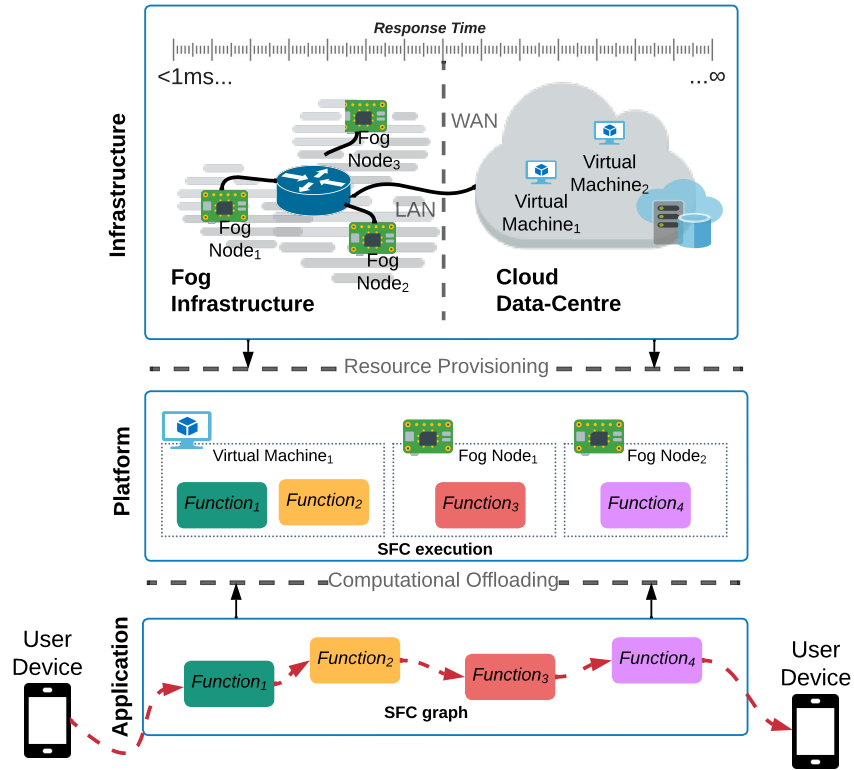 Response Time
<1ms...
...∞
Infrastructure
WAN
Fog
Node3
Virtual
Machine2
Virtual
Machine1
LAN
Fog
Node1
Fog
Node2
Fog
Infrastructure
Cloud
Data-Centre
Resource Provisioning
Platform
Virtual Machine1
Fog Node1
Fog Node2
Function1
Function2
Function3
Function4
SFC execution
Computational Offloading
Application
User
Device
Function1
Function2
Function3
Function4
SFC graph
User
Device